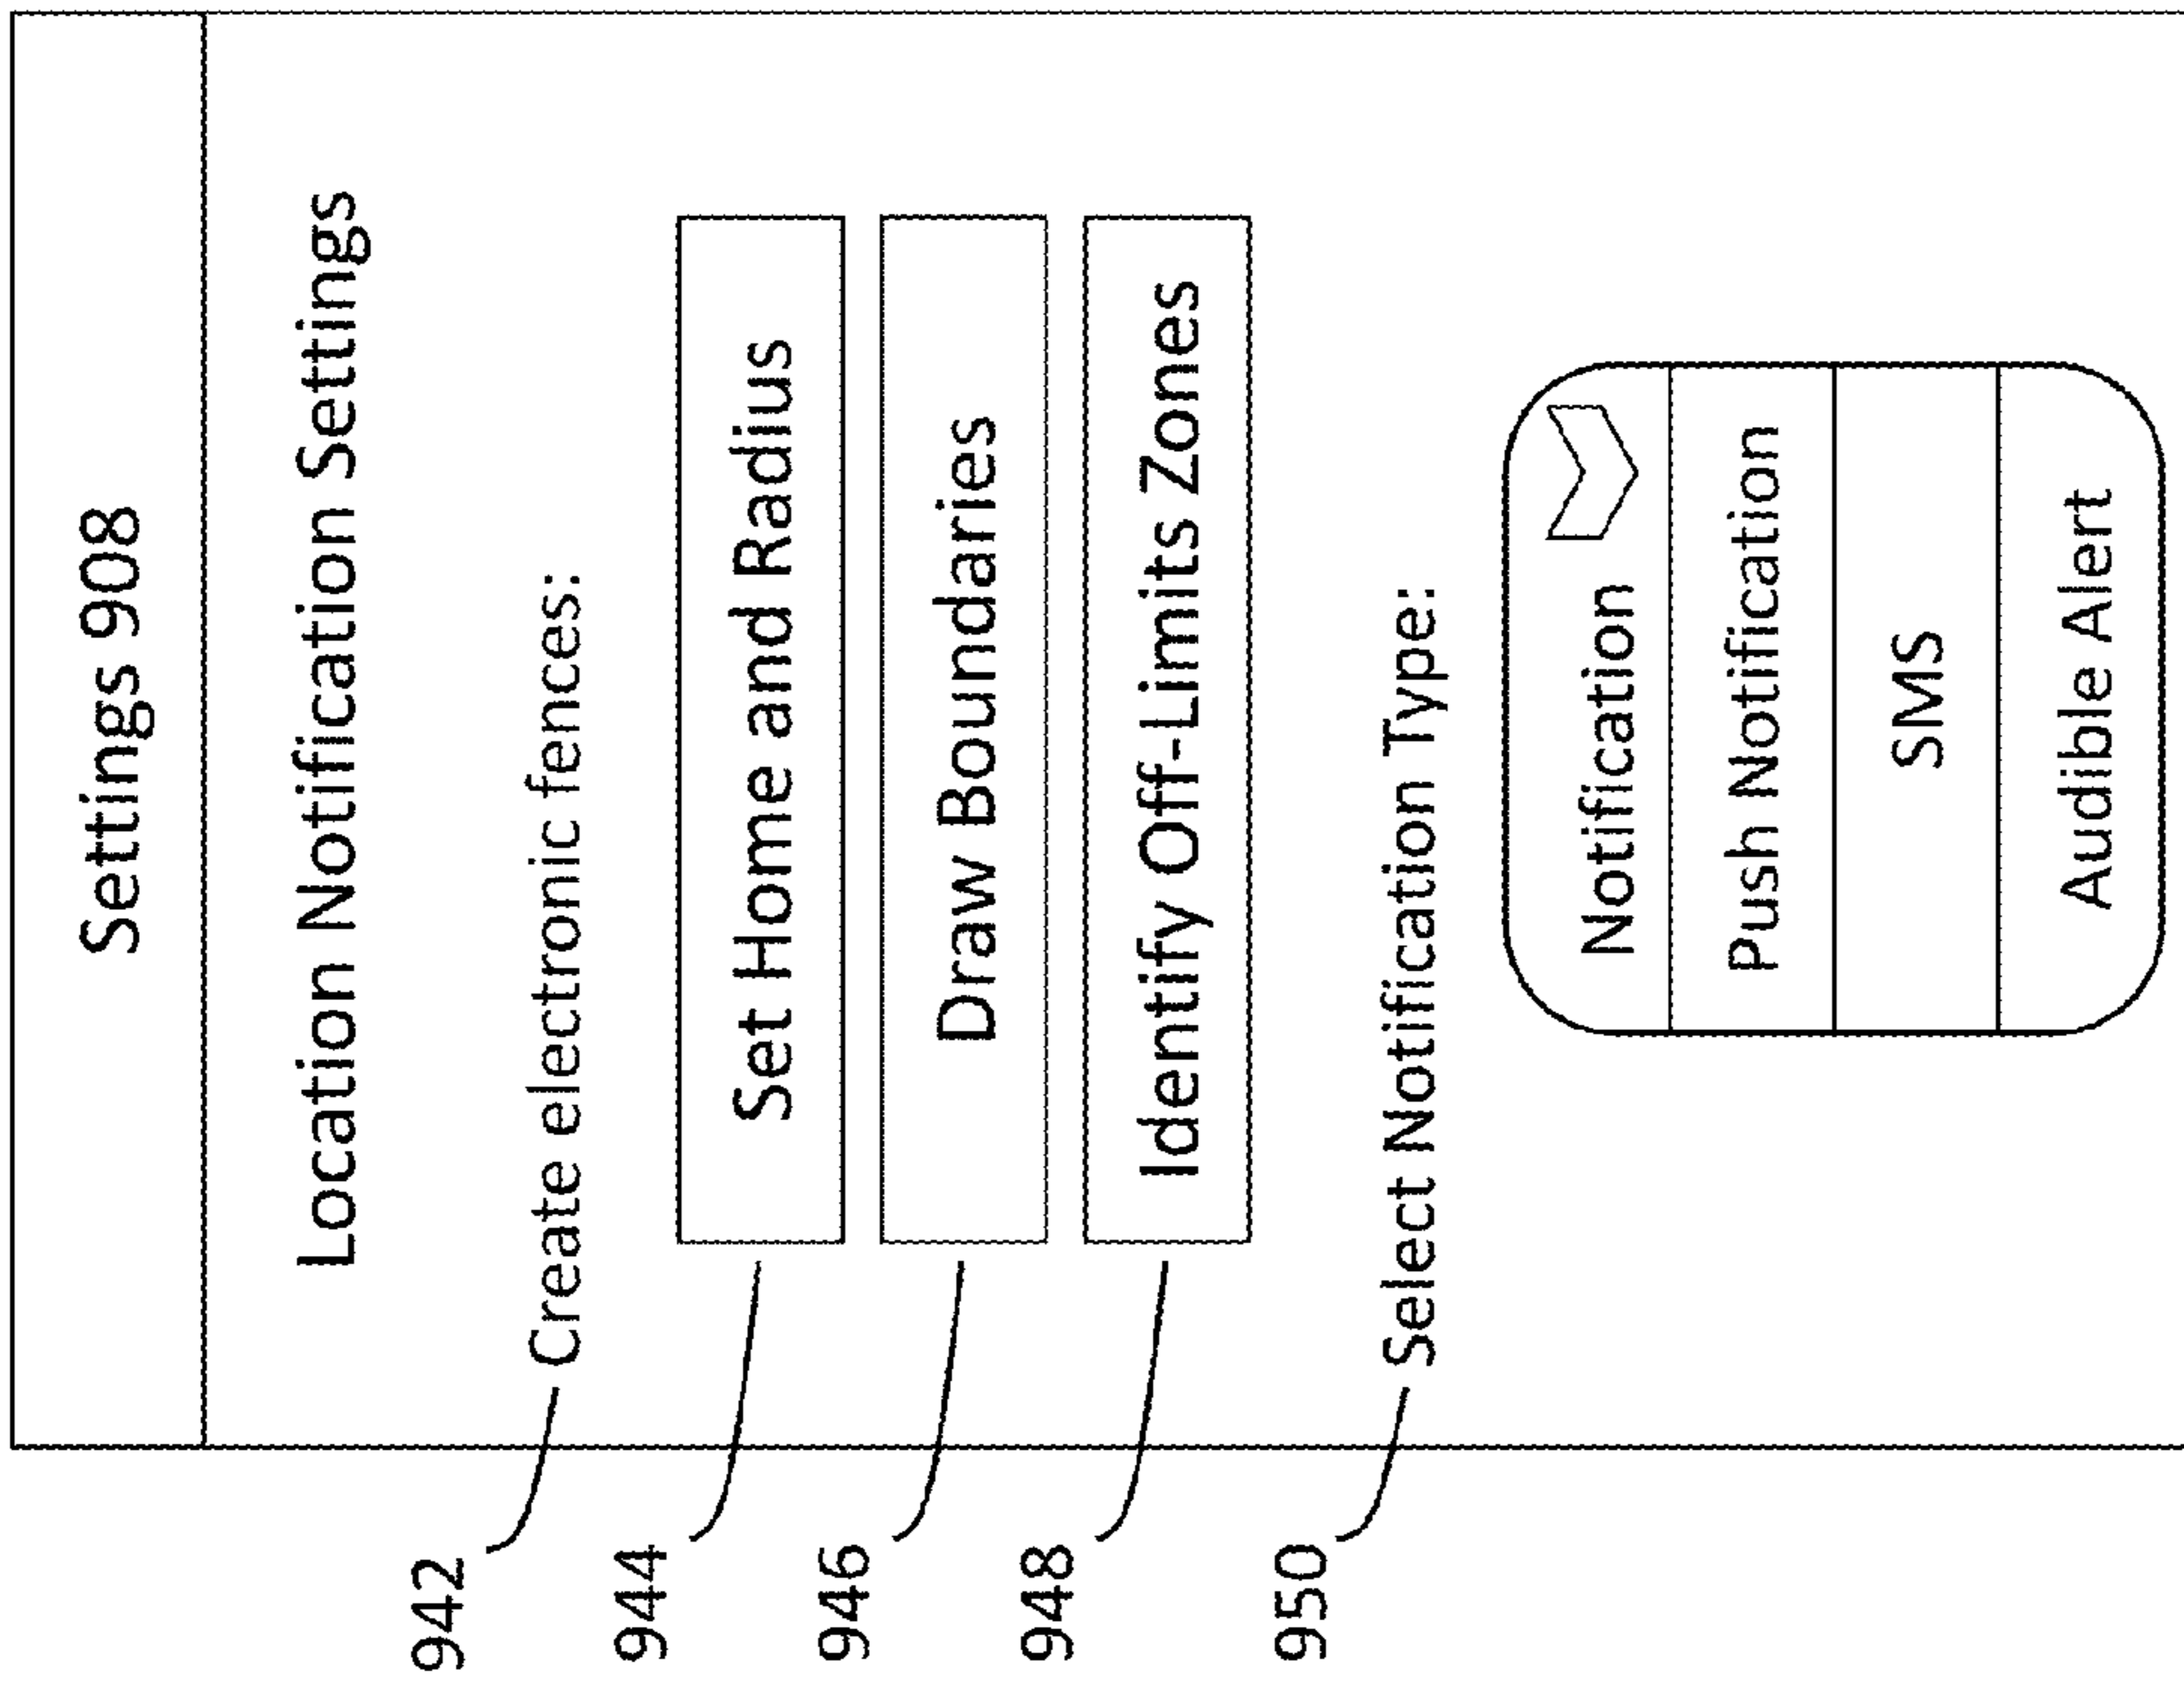 Settings 908
Location Notification Settings
942
Create electronic fences:
944
Set Home and Radius
946
Draw Boundaries
948
Identify Off-Limits Zones
950
Select Notification Type:
Notification
Push Notification
SMS
Audible Alert